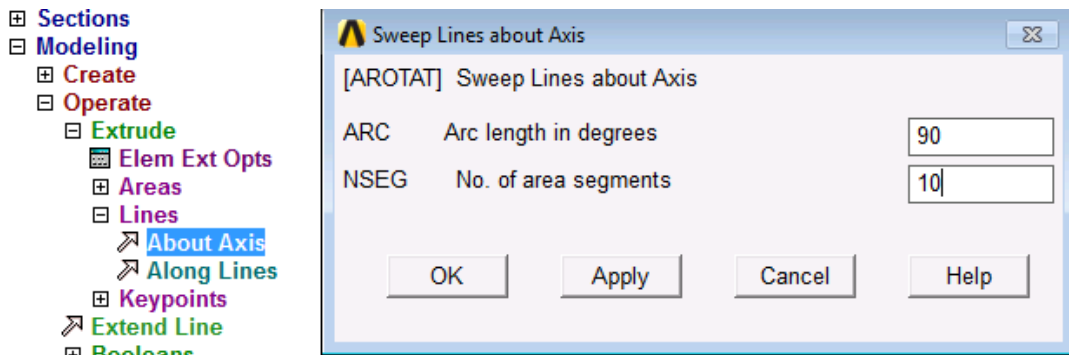 Sections
Modeling
Create
Operate
Extrude
Elem Ext Opts
Areas
Lines
About Axis
Along Lines
Keypoints
Extend Line
Booleans
Sweep Lines about Axis
[AROTAT] Sweep Lines about Axis
ARC Arc length in degrees 90
NSEG No. of area segments 10
OK Apply Cancel Help